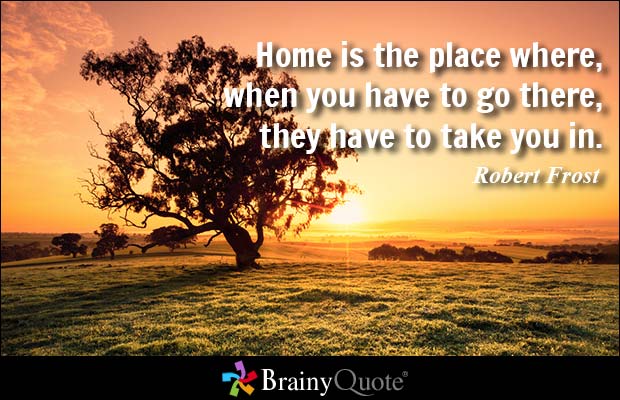 Home is the place where,
when you have to go there,
they have to take you in.
Robert Frost
BrainyQuote®